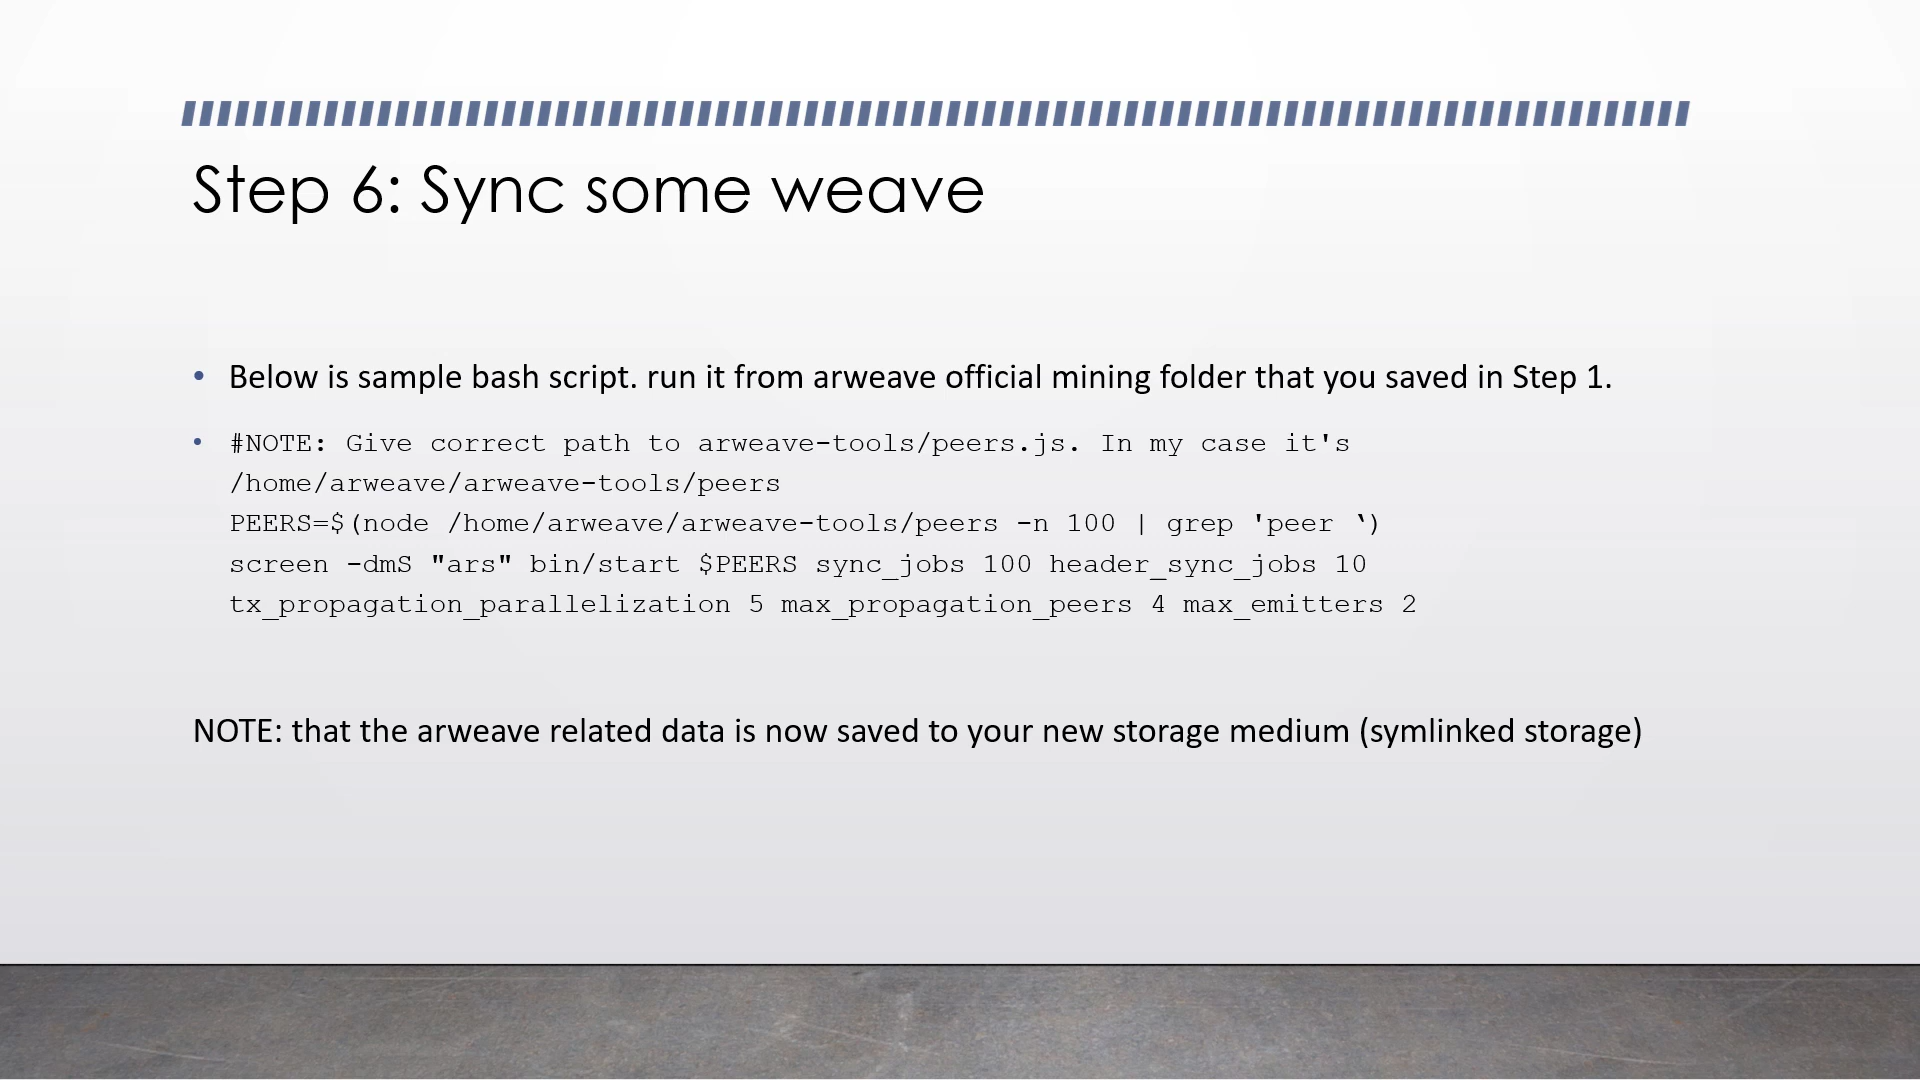 Step 6: Sync some weave
• Below is sample bash script. run it from arweave official mining folder that you saved in Step 1.
• #NOTE: Give correct path to arweave-tools/peers.js. In my case it's
/home/arweave/arweave-tools/peers
PEERS=$(node /home/arweave/arweave-tools/peers -n 100 | grep 'peer ‘)
screen -dmS "ars" bin/start $PEERS sync_jobs 100 header_sync_jobs 10
tx_propagation_parallelization 5 max_propagation_peers 4 max_emitters 2
NOTE: that the arweave related data is now saved to your new storage medium (symlinked storage)